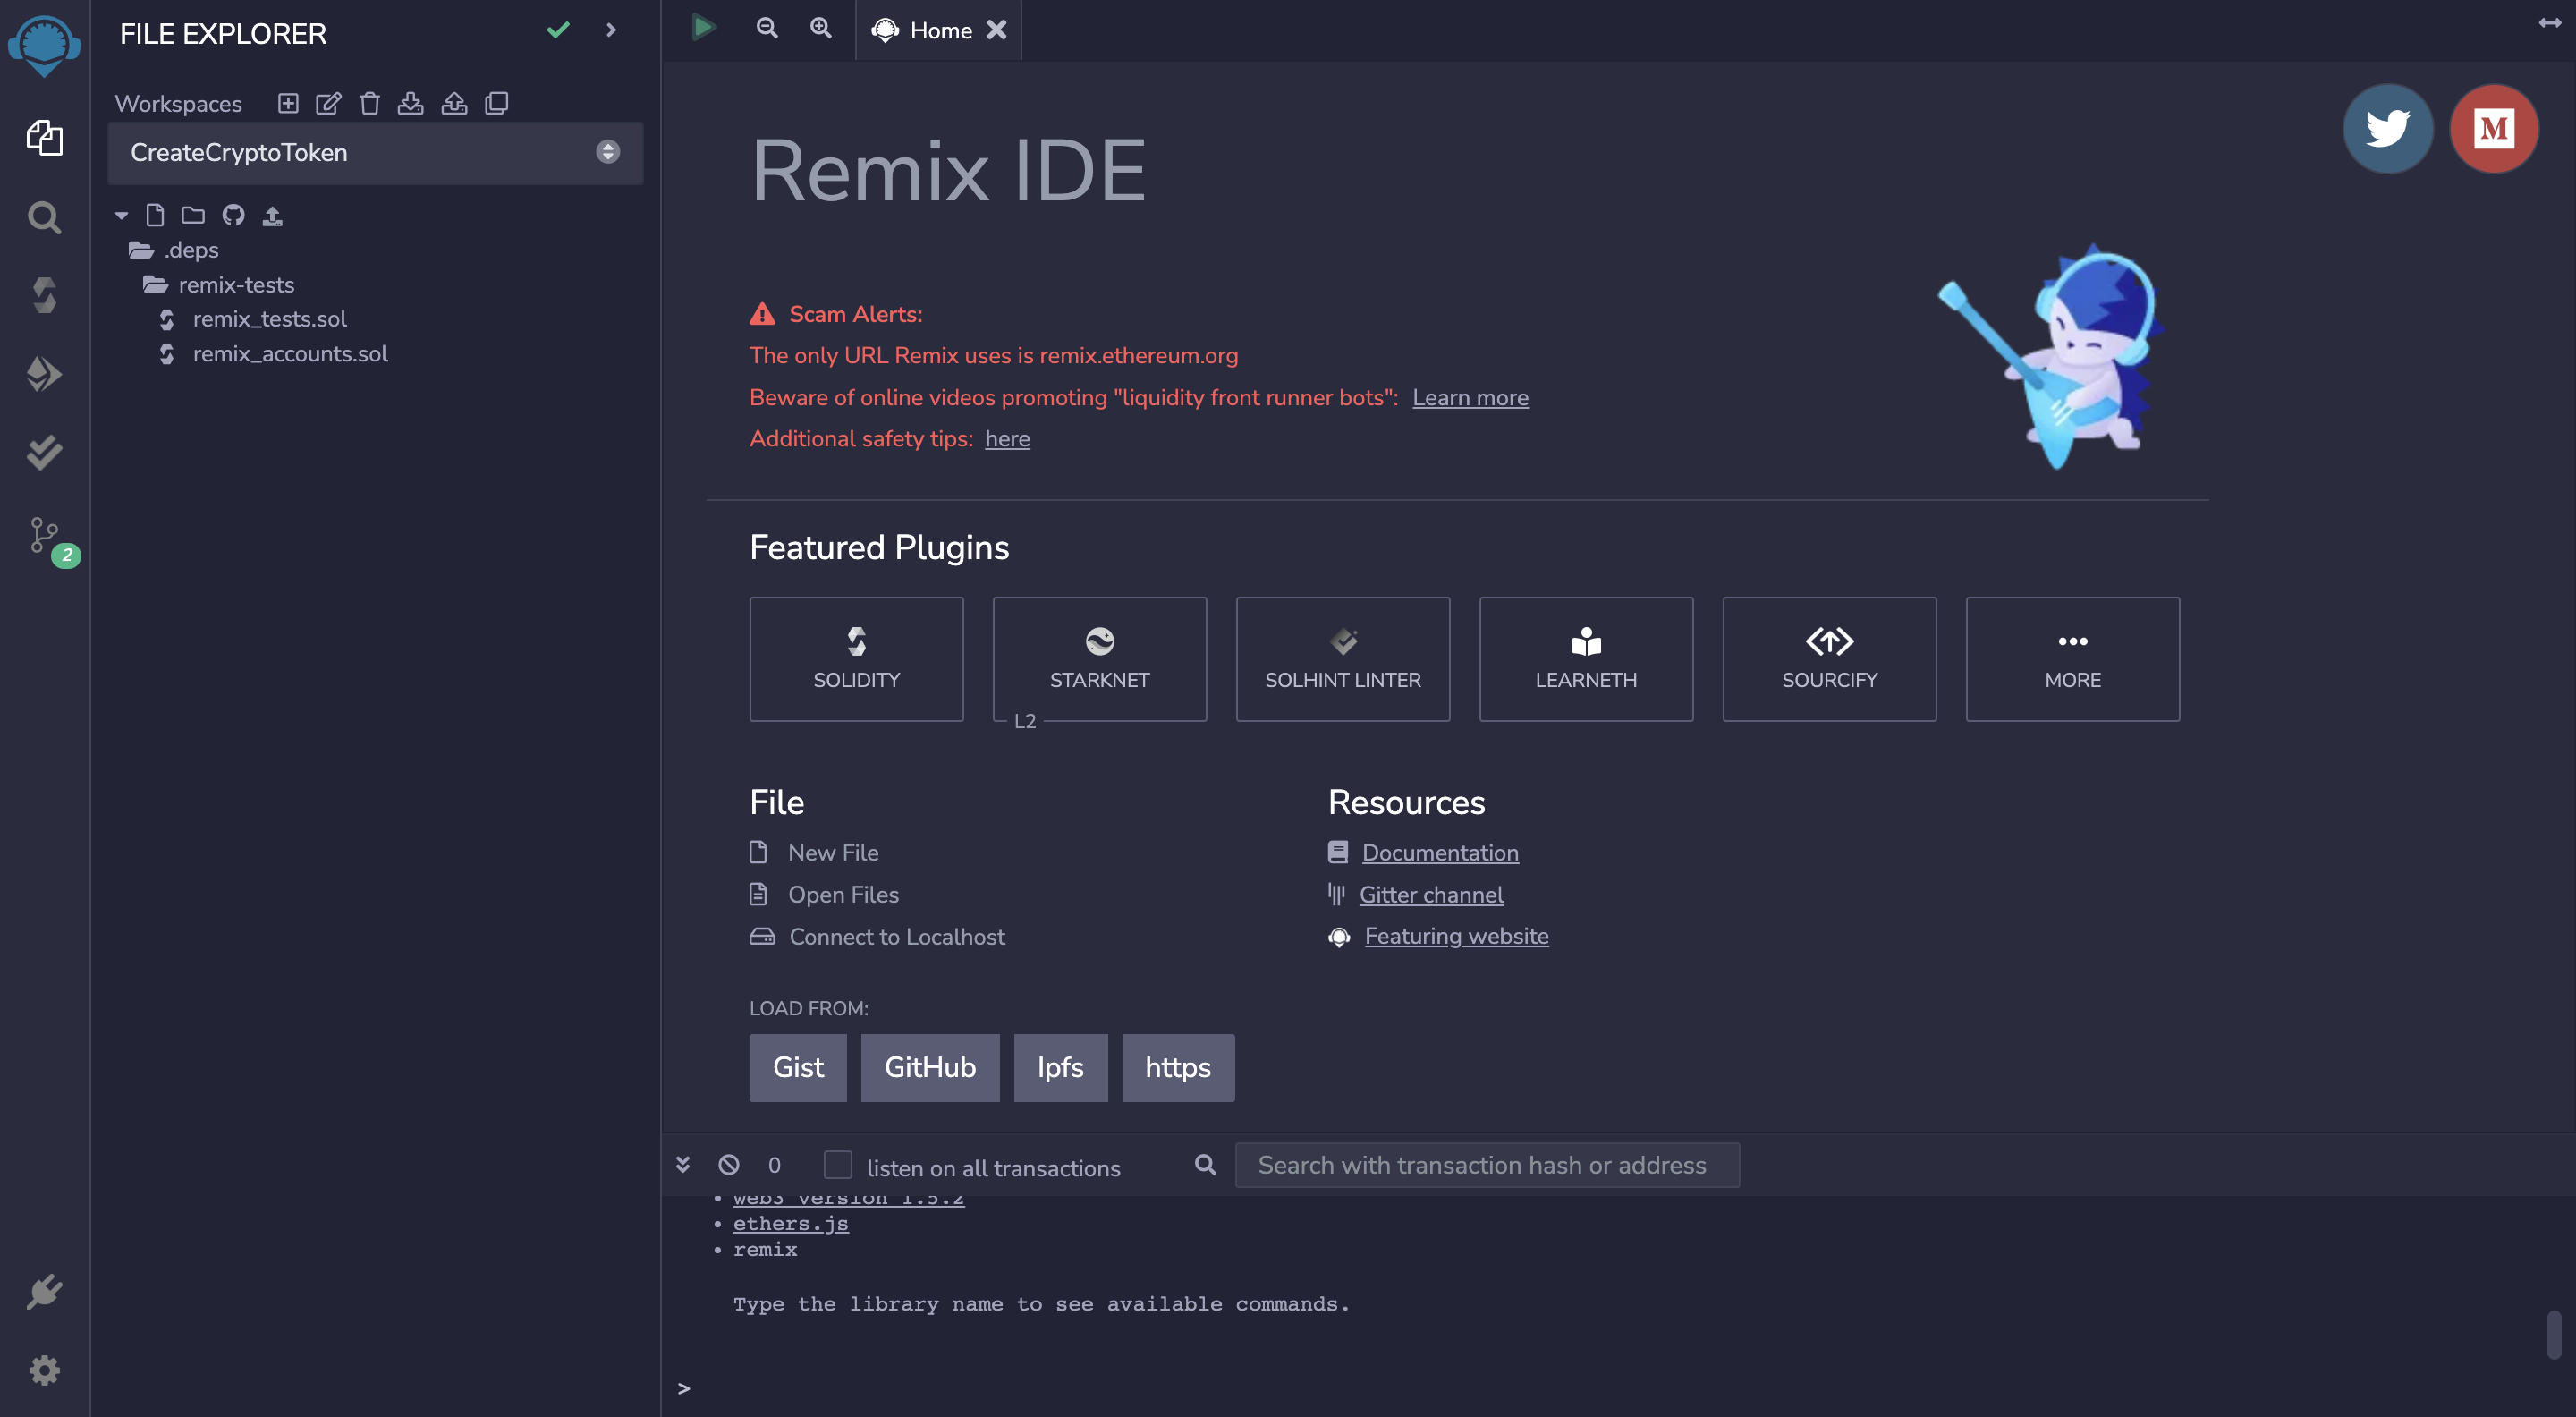 FILE EXPLORER
Workspaces
CreateCryptoToken
.deps
remix-tests
remix_tests.sol
remix_accounts.sol
2
Home
Remix IDE
Scam Alerts:
The only URL Remix uses is remix.ethereum.org
Beware of online videos promoting "liquidity front runner bots": Learn more
Additional safety tips: here
M
Featured Plugins
SOLIDITY
STARKNET
L2
SOLHINT LINTER
LEARNETH
SOURCIFY
MORE
File
New File
Open Files
Connect to Localhost
Resources
Documentation
Gitter channel
Featuring website
LOAD FROM:
Gist GitHub Ipfs https
0 listen on all transactions Search with transaction hash or address
• web3 version 1.5.2
• ethers.js
• remix
Type the library name to see available commands.
>